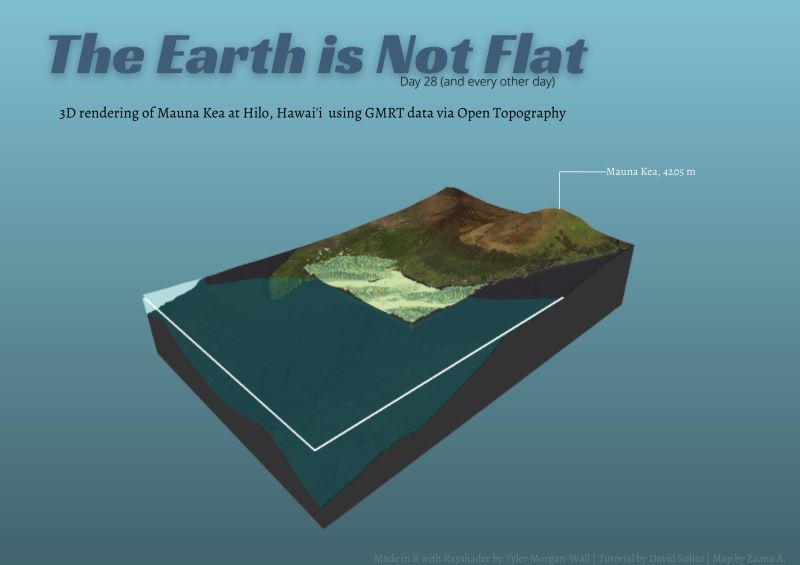 The Earth is Not Flat
Day 28 (and every other day)
3D rendering of Mauna Kea at Hilo, Hawai'i using GMRT data via Open Topography
Mauna Kea, 4205 m
Made in R with Rayshader by Tyler Morgan-Wall | Tutorial by David Solito | Map by Zaana A.